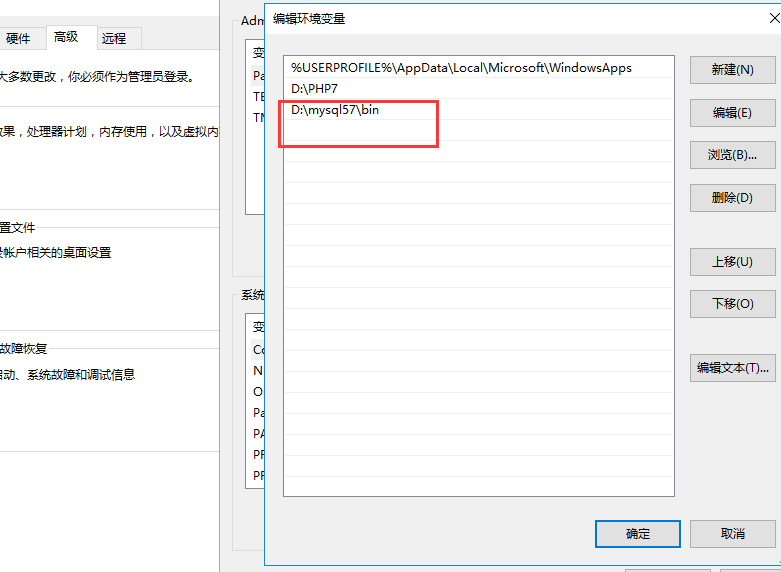 硬件
高级
远程
大多数更改，你必须作为管理员登录。
效果，处理器计划，内存使用，以及虚拟内
置文件
帐户相关的桌面设置
故障恢复
启动、系统故障和调试信息
Adm
变
Pa
TE
TM
系统
变
Co
N
O
Pa
PA
PF
PF
编辑环境变量
%USERPROFILE%\AppData\Local\Microsoft\WindowsApps
D:\PHP7
D:\mysql57\bin
新建(N)
编辑(E)
浏览(B)...
删除(D)
上移(U)
下移(O)
编辑文本(T)...
确定
取消